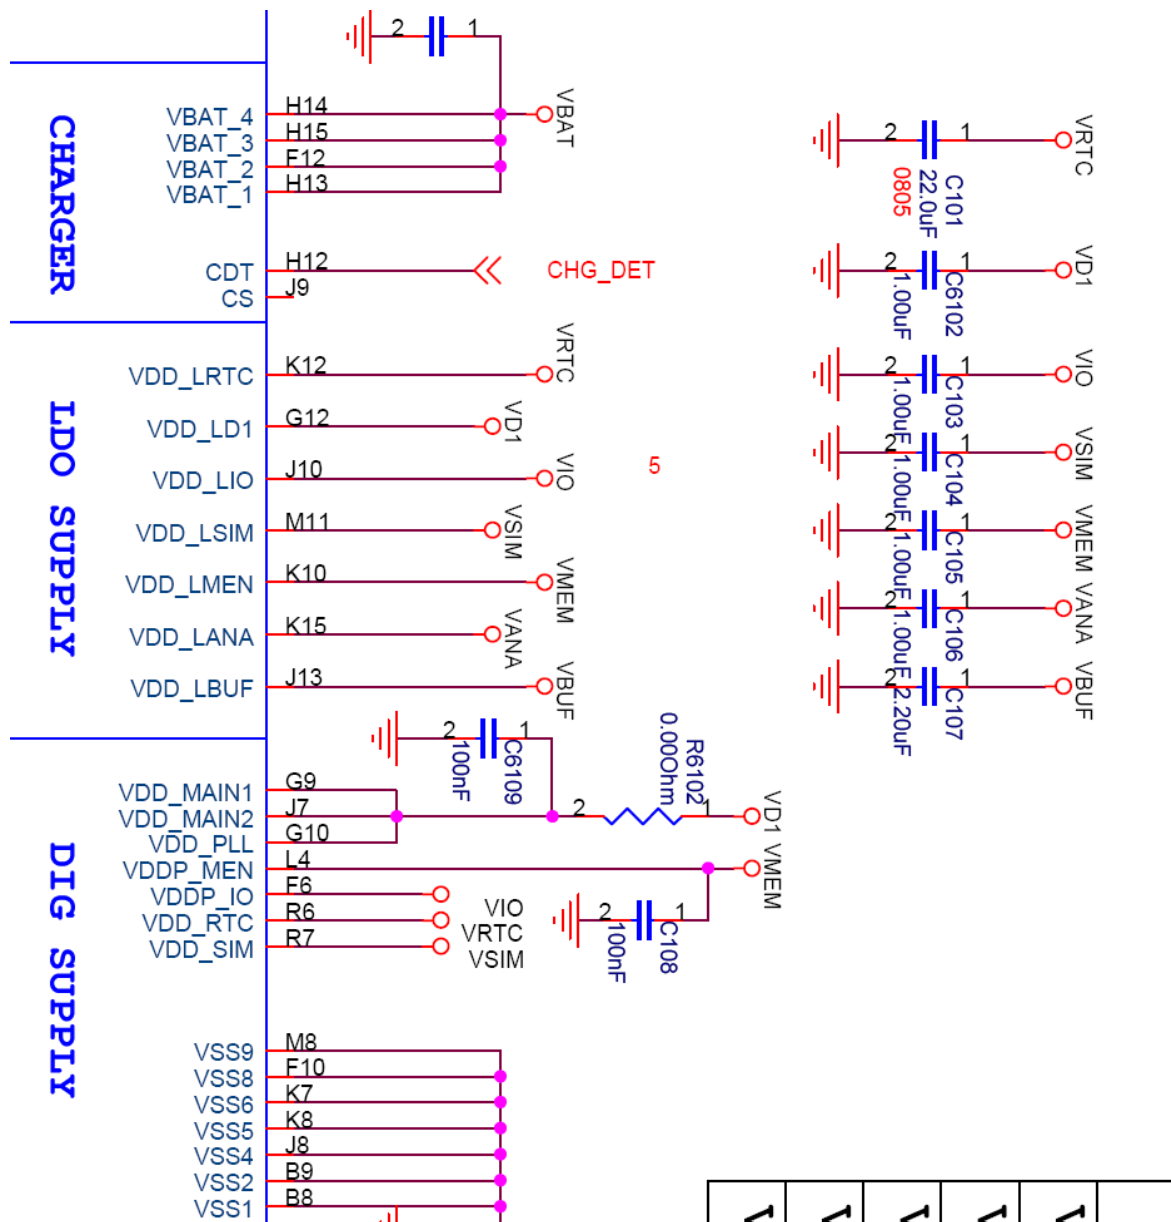 2 1
CHARGER
VBAT_4 H14
VBAT_3 H15
VBAT_2 F12
VBAT_1 H13
VBAT
CDT H12
CHG_DET
CS J9
2 1
VRTC
C101
22.0uF
0805
2 1
VD1
C6102
1.00uF
LDO SUPPLY
VDD_LRTC K12
VRTC
VDD_LD1 G12
VD1
VDD_LIO J10
VIO
VDD_LSIM M11
VSIM
VDD_LMEN K10
VMEM
VDD_LANA K15
VANA
VDD_LBUF J13
VBUF
5
2 1
VIO
C103
1.00uF
2 1
VSIM
C104
1.00uF
2 1
VMEM
C105
1.00uF
2 1
VANA
C106
1.00uF
2 1
VBUF
C107
2.20uF
DIG SUPPLY
2 1
C6109
100nF
R6102
0.00Ohm
2 1
VD1
VDD_MAIN1 G9
VDD_MAIN2 J7
VDD_PLL G10
VDDP_MEN L4
VMEM
VDDP_IO F6
VIO
VDD_RTC R6
VRTC
VDD_SIM R7
VSIM
2 1
C108
100nF
VSS9 M8
VSS8 F10
VSS6 K7
VSS5 K8
VSS4 J8
VSS2 B9
VSS1 B8